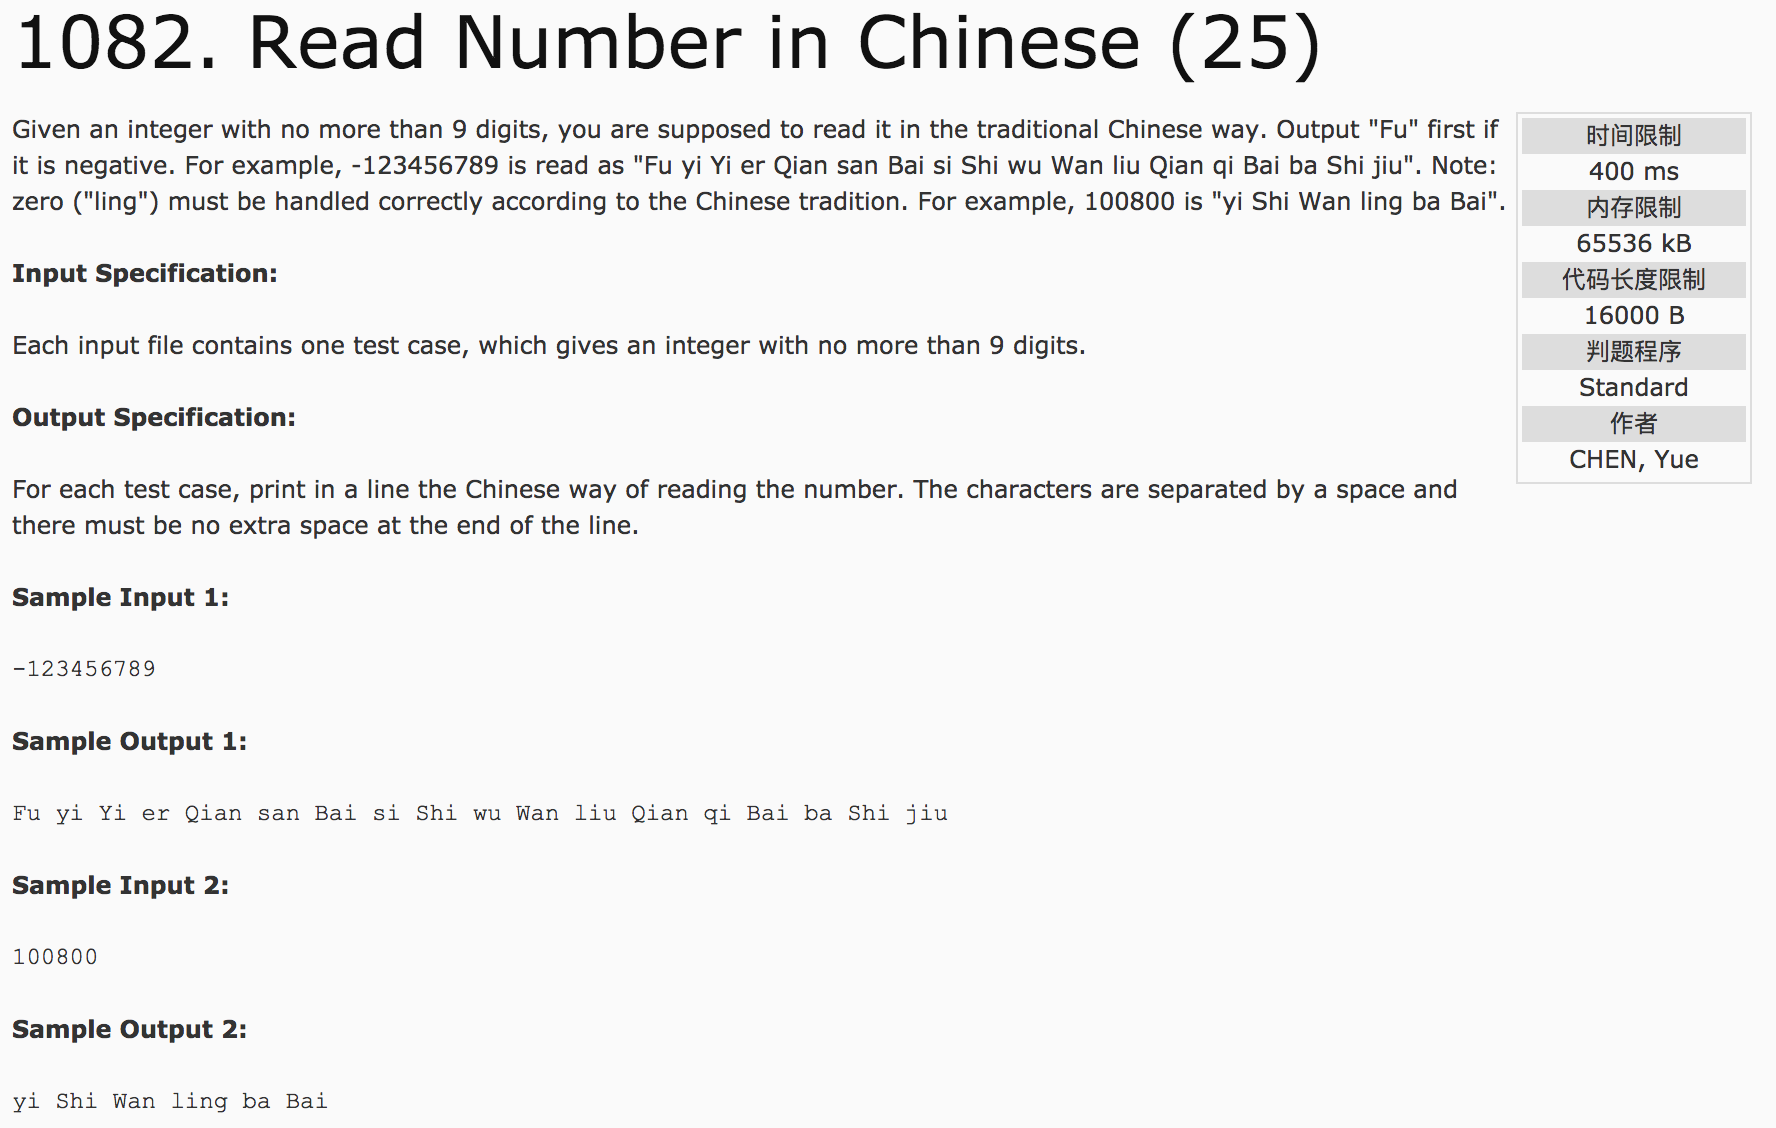 1082. Read Number in Chinese (25)
Given an integer with no more than 9 digits, you are supposed to read it in the traditional Chinese way. Output "Fu" first if
it is negative. For example, -123456789 is read as "Fu yi Yi er Qian san Bai si Shi wu Wan liu Qian qi Bai ba Shi jiu". Note:
zero ("ling") must be handled correctly according to the Chinese tradition. For example, 100800 is "yi Shi Wan ling ba Bai".
时间限制
400 ms
内存限制
65536 kB
代码长度限制
16000 B
判题程序
Standard
作者
CHEN, Yue
Input Specification:
Each input file contains one test case, which gives an integer with no more than 9 digits.
Output Specification:
For each test case, print in a line the Chinese way of reading the number. The characters are separated by a space and
there must be no extra space at the end of the line.
Sample Input 1:
-123456789
Sample Output 1:
Fu yi Yi er Qian san Bai si Shi wu Wan liu Qian qi Bai ba Shi jiu
Sample Input 2:
100800
Sample Output 2:
yi Shi Wan ling ba Bai